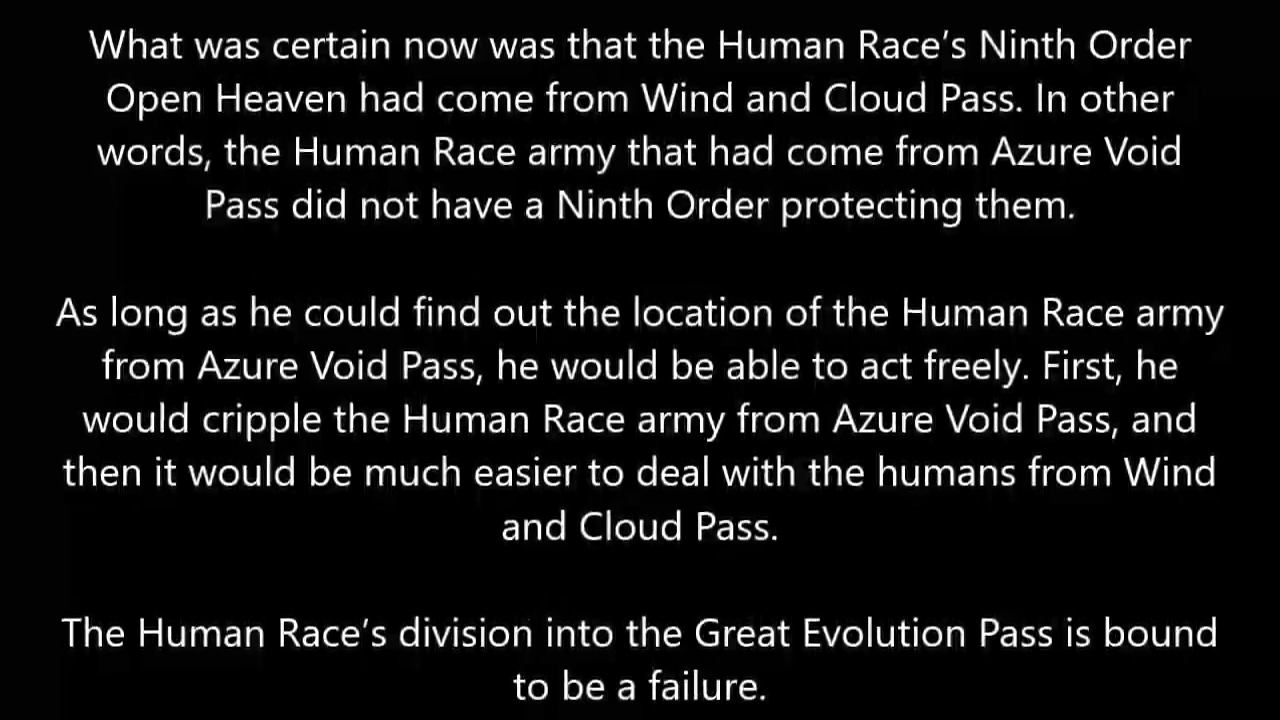 What was certain now was that the Human Race’s Ninth Order
Open Heaven had come from Wind and Cloud Pass. In other
words, the Human Race army that had come from Azure Void
Pass did not have a Ninth Order protecting them.
As long as he could find out the location of the Human Race army
from Azure Void Pass, he would be able to act freely. First, he
would cripple the Human Race army from Azure Void Pass, and
then it would be much easier to deal with the humans from Wind
and Cloud Pass.
The Human Race’s division into the Great Evolution Pass is bound
to be a failure.